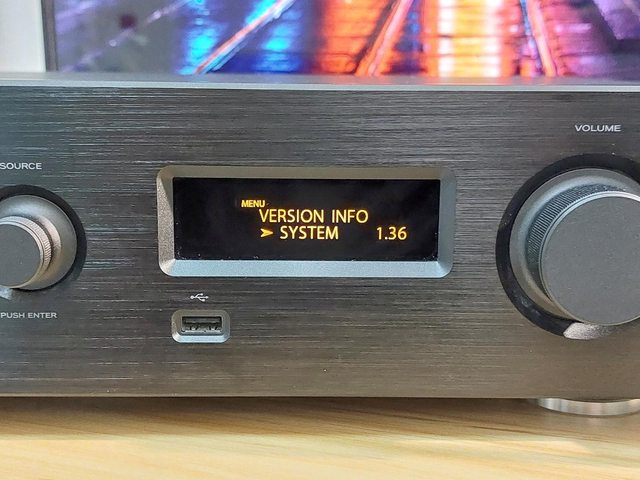 VOLUME
SOURCE
MENU
VERSION INFO
➤ SYSTEM 1.36
PUSH ENTER